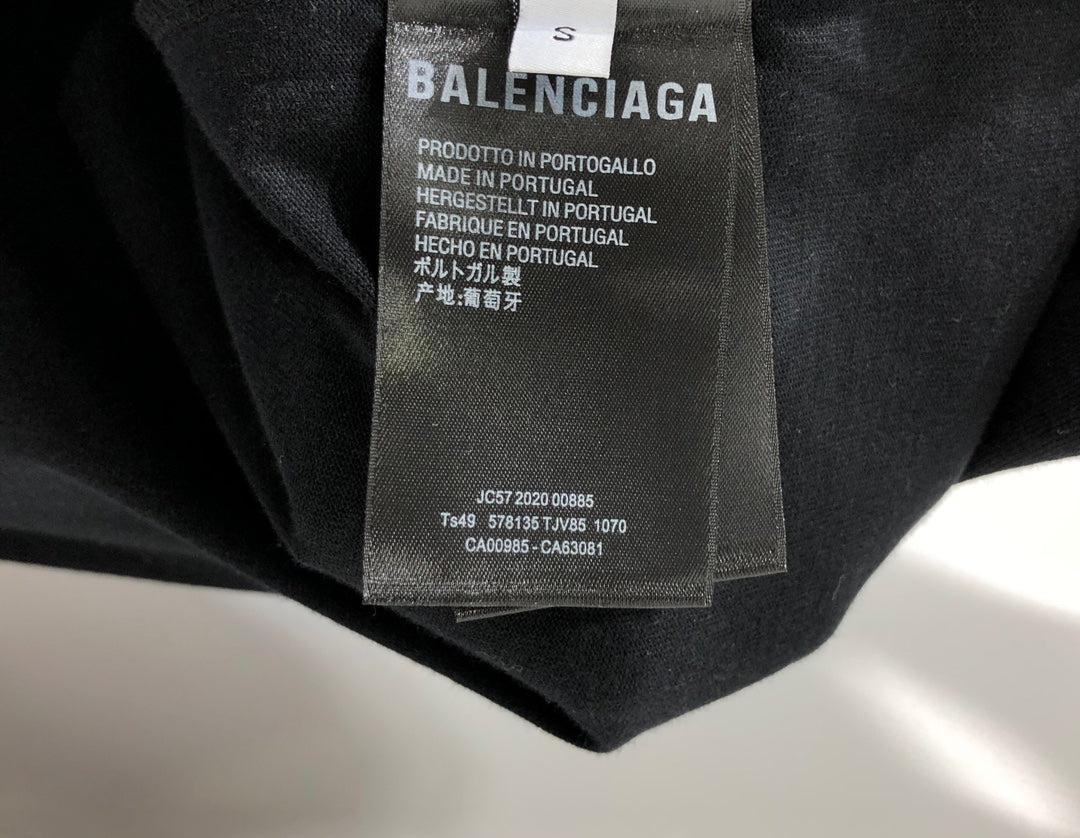 S
BALENCIAGA
PRODOTTO IN PORTOGALLO
MADE IN PORTUGAL
HERGESTELLT IN PORTUGAL
FABRIQUE EN PORTUGAL
HECHO EN PORTUGAL
ポルトガル製
产地:葡萄牙
JC57 2020 00885
Ts49 578135 TJV85 1070
CA00985 - CA63081